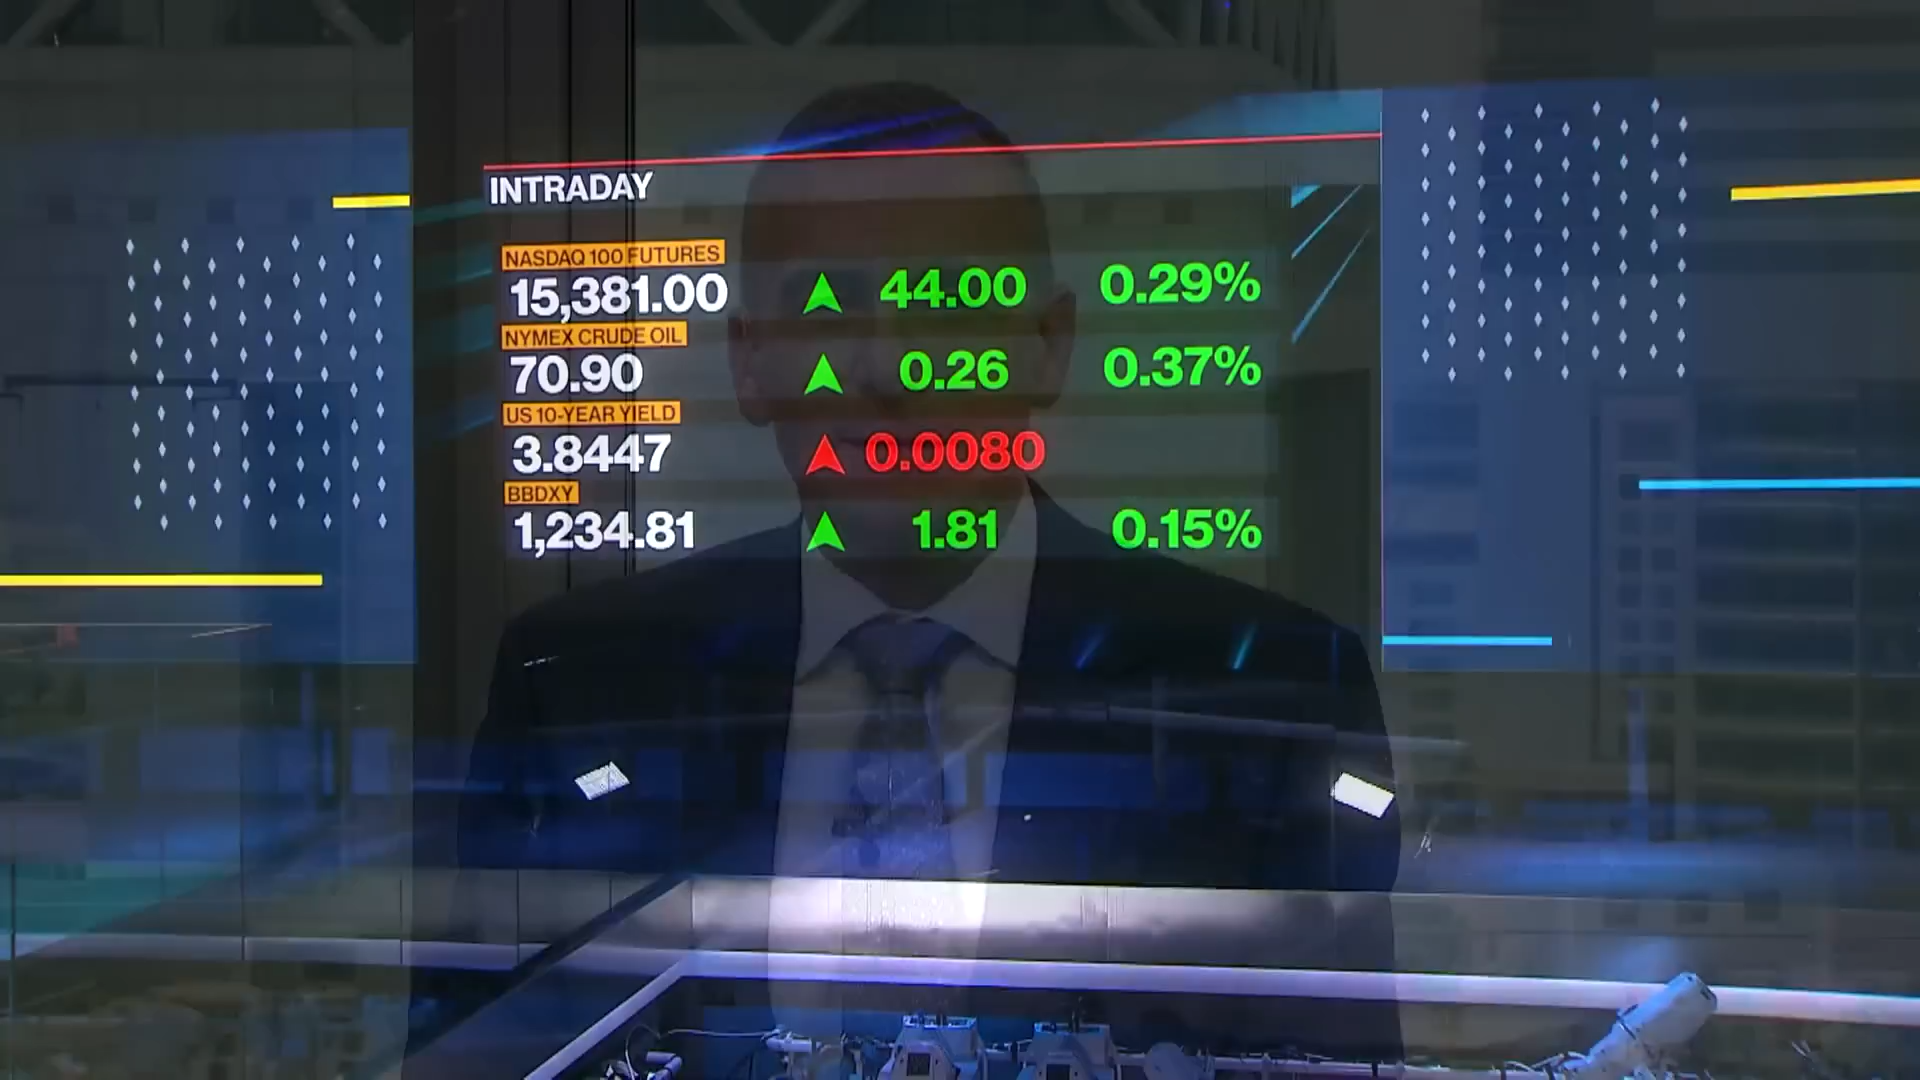 INTRADAY
NASDAQ 100 FUTURES
15,381.00 44.00 0.29%
NYMEX CRUDE OIL
70.90 0.26 0.37%
US 10-YEAR YIELD
3.8447 0.0080
BBDXY
1,234.81 1.81 0.15%